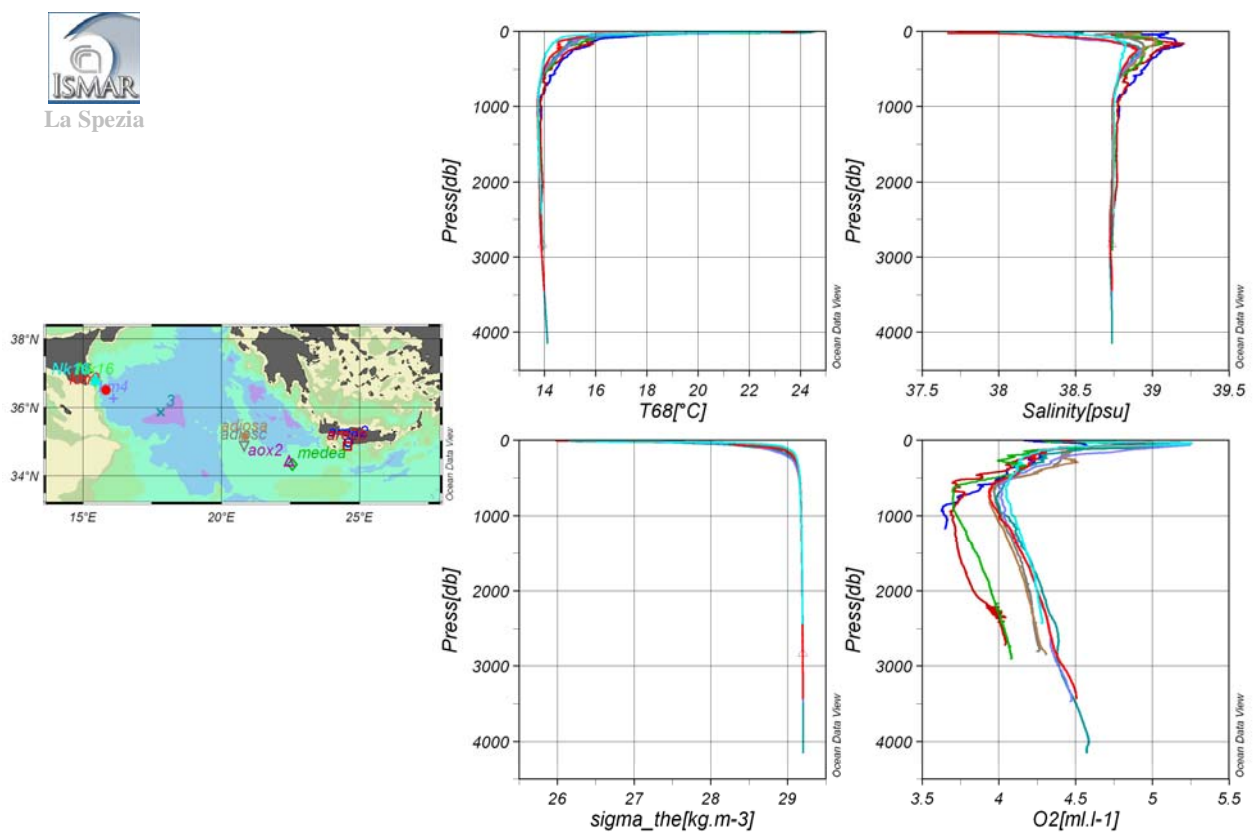 ISMAR
La Spezia
0
1000
2000
3000
4000
Press[db]
14 16 18 20 22 24
T68[°C]
Ocean Data View
0
1000
2000
3000
4000
Press[db]
37.5 38 38.5 39 39.5
Salinity[psu]
Ocean Data View
38°N
36°N
34°N
15°E 20°E 25°E
m4
3
adiosa
aox2
medea
Ocean Data View
0
1000
2000
3000
4000
Press[db]
26 27 28 29
sigma_the[kg.m-3]
Ocean Data View
0
1000
2000
3000
4000
Press[db]
3.5 4 4.5 5 5.5
O2[ml.l-1]
Ocean Data View